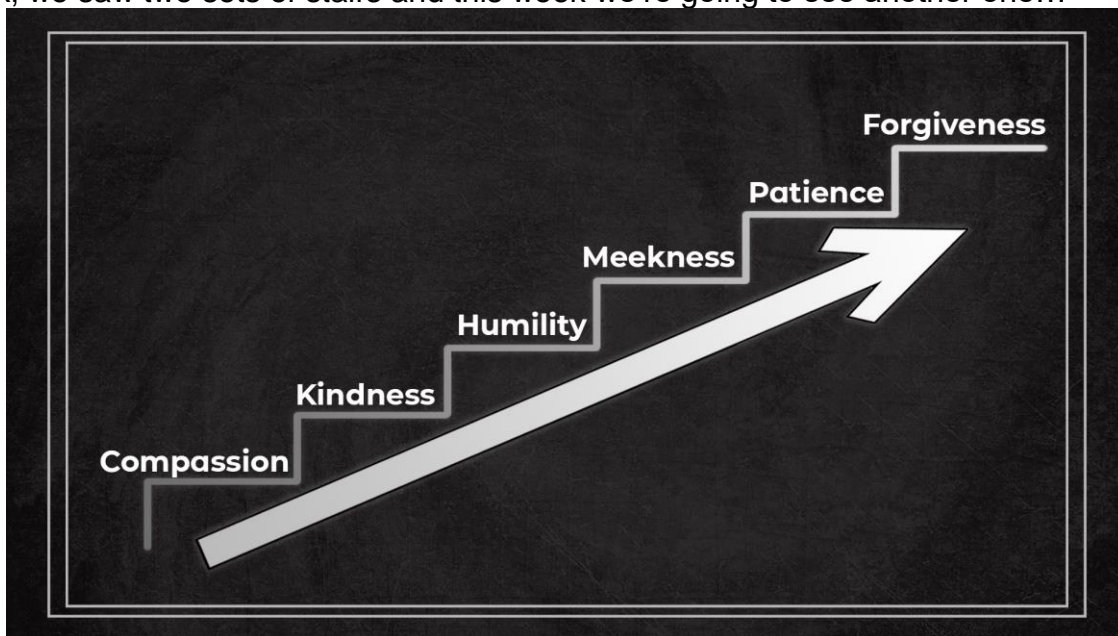 we saw two sets of stairs and this week we're going to see another one…
Forgiveness
Patience
Meekness
Humility
Kindness
Compassion